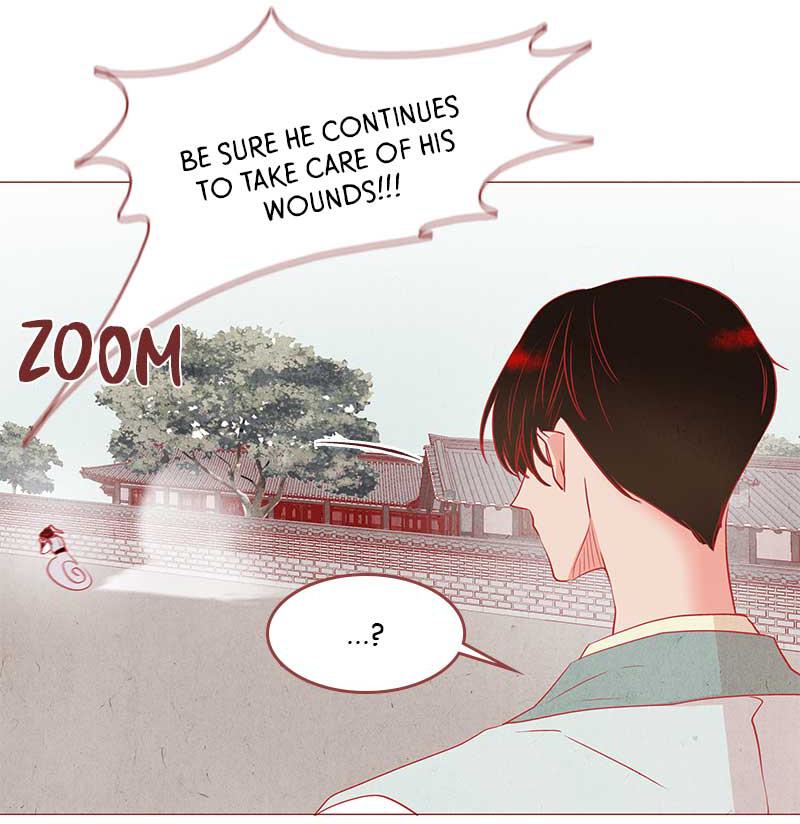 BE SURE HE CONTINUES
TO TAKE CARE OF HIS
WOUNDS!!!
ZOOM
...?